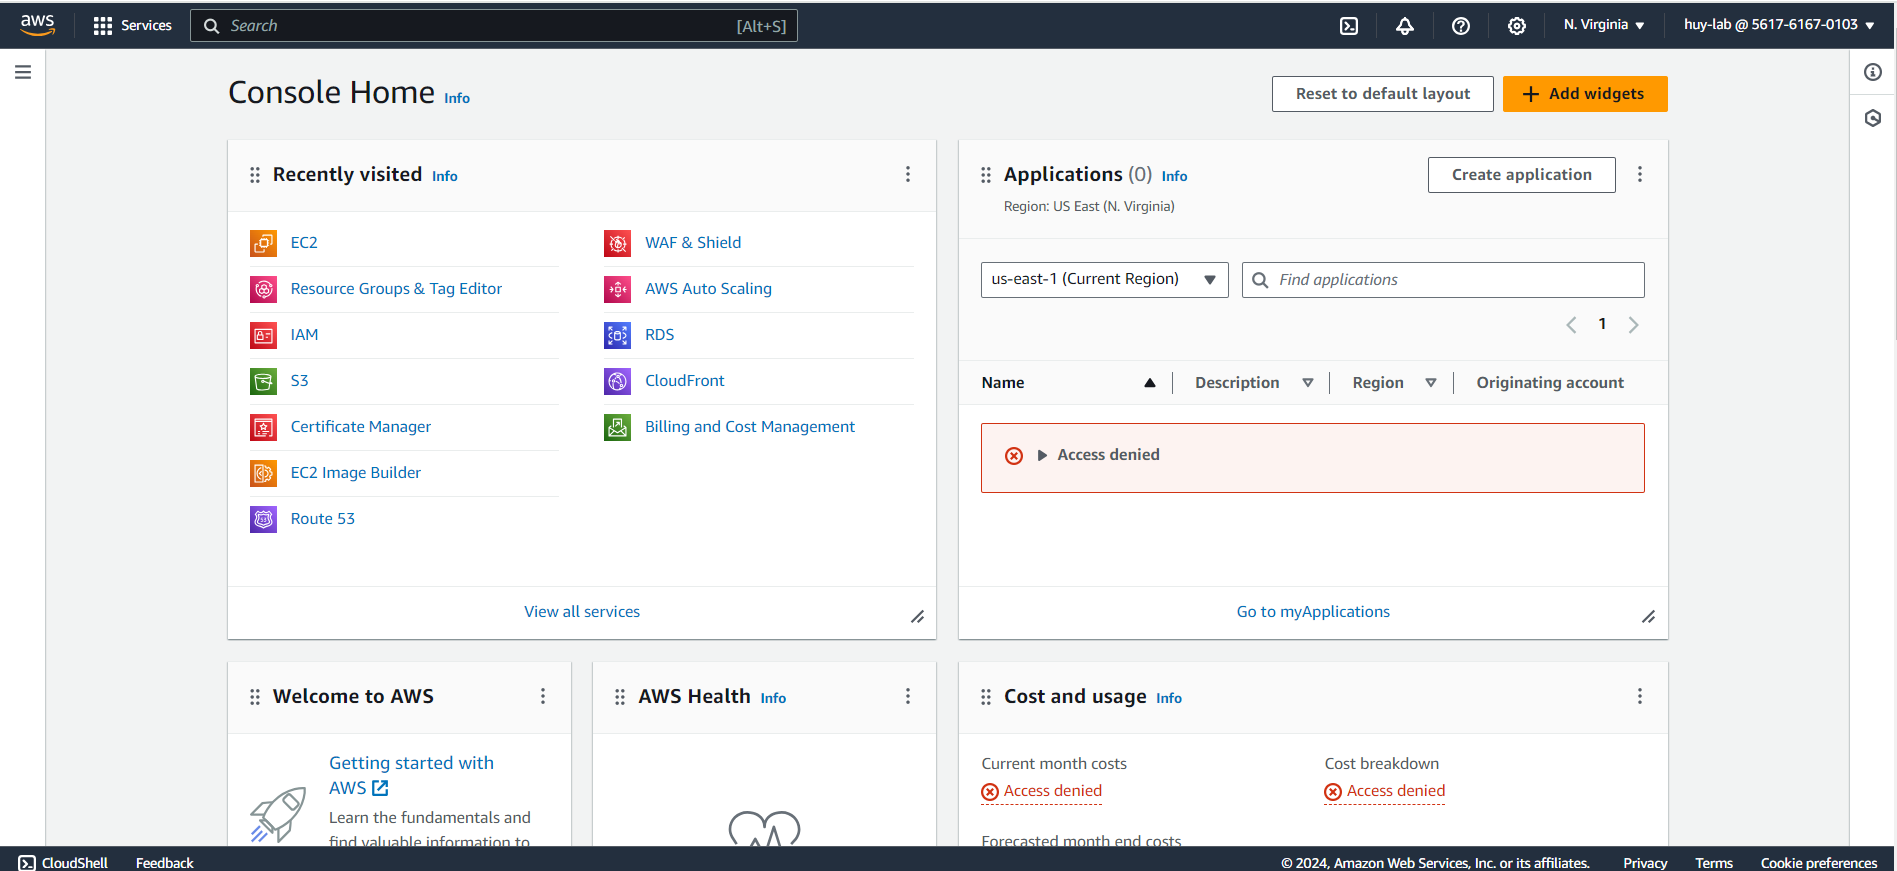 aws
Services
Search
[Alt+S]
N. Virginia
huy-lab @ 5617-6167-0103
Console Home Info
Reset to default layout
Add widgets
Recently visited Info
EC2
Resource Groups & Tag Editor
IAM
S3
Certificate Manager
EC2 Image Builder
Route 53
WAF & Shield
AWS Auto Scaling
RDS
CloudFront
Billing and Cost Management
View all services
Applications (0) Info
Region: US East (N. Virginia)
Create application
us-east-1 (Current Region)
Find applications
1
Name
Description
Region
Originating account
Access denied
Go to myApplications
Welcome to AWS
Getting started with
AWS
Learn the fundamentals and
find valuable information to
AWS Health Info
Cost and usage Info
Current month costs
Access denied
Cost breakdown
Access denied
Forecasted month end costs
CloudShell
Feedback
© 2024, Amazon Web Services, Inc. or its affiliates.
Privacy
Terms
Cookie preferences